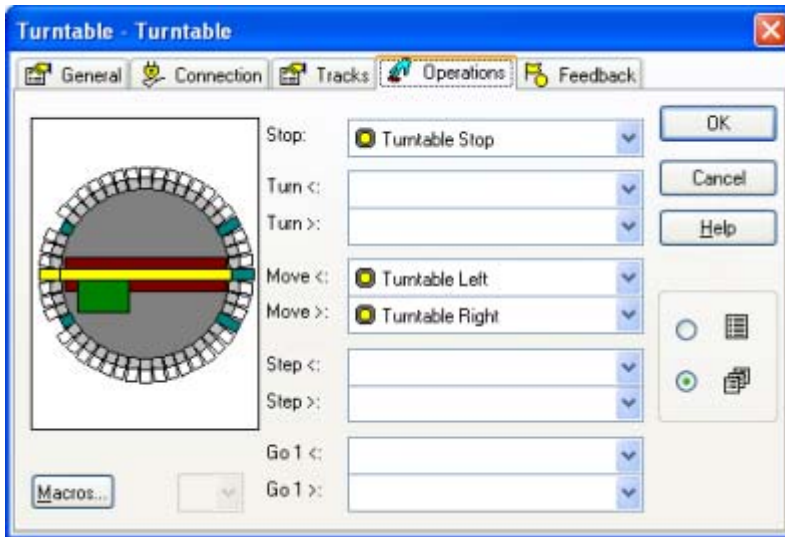 Turntable - Turntable
General Connection Tracks Operations Feedback
Stop: Turntable Stop
OK
Turn <:
Cancel
Turn >:
Help
Move <: Turntable Left
Move >: Turntable Right
Step <:
Step >:
Go 1 <:
Macros...
Go 1 >: